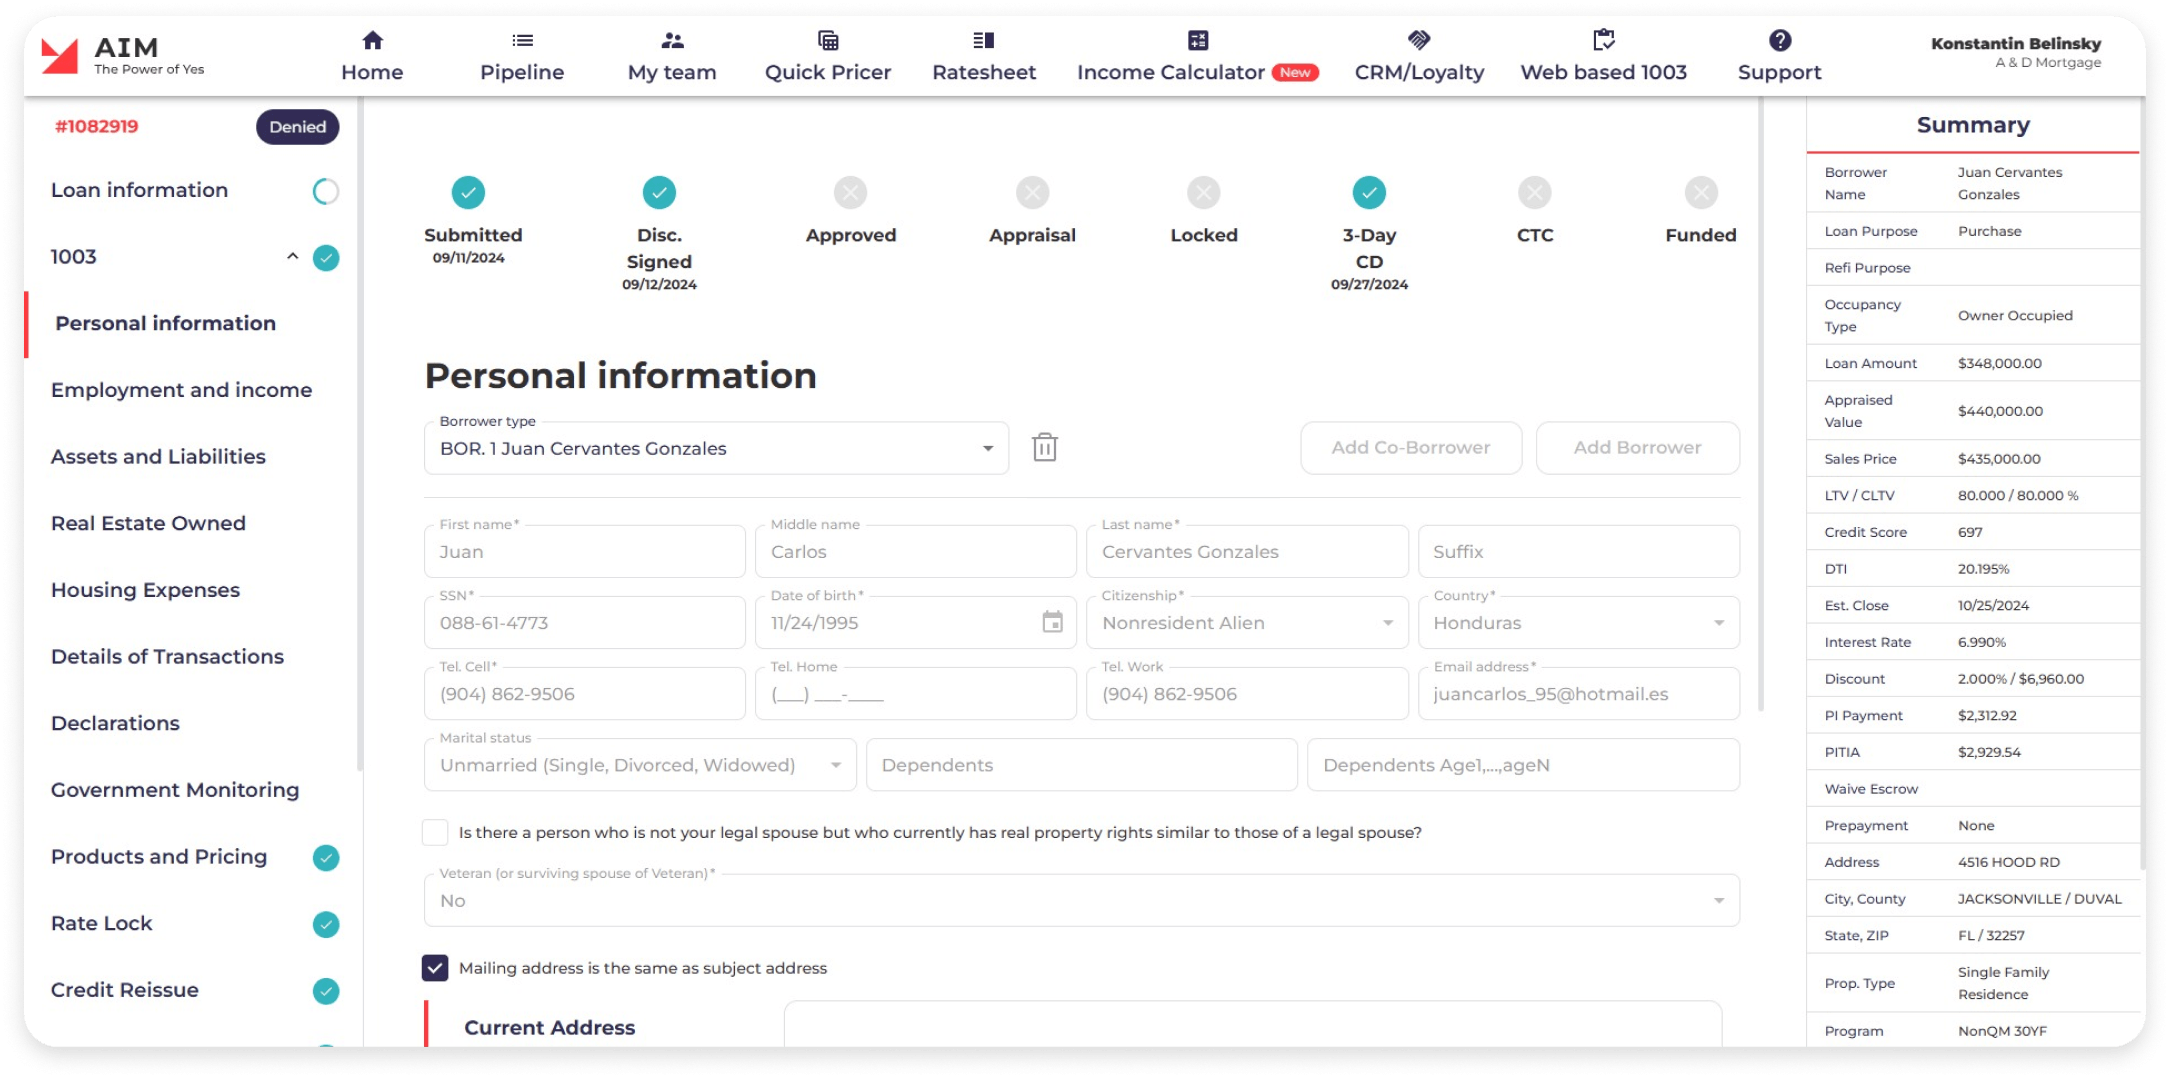 AIM
The Power of Yes
Home
Pipeline
My team
Quick Pricer
Ratesheet
Income Calculator New
CRM/Loyalty
Web based 1003
Support
Konstantin Belinsky
A & D Mortgage
#1082919
Denied
Loan information
1003
Personal information
Employment and income
Assets and Liabilities
Real Estate Owned
Housing Expenses
Details of Transactions
Declarations
Government Monitoring
Products and Pricing
Rate Lock
Credit Reissue
Submitted
09/11/2024
Disc.
Signed
09/12/2024
Approved
Appraisal
Locked
3-Day
CD
09/27/2024
CTC
Funded
Personal information
Borrower type
BOR. 1 Juan Cervantes Gonzales
Add Co-Borrower
Add Borrower
First name*
Juan
Middle name
Carlos
Last name*
Cervantes Gonzales
Suffix
SSN*
088-61-4773
Date of birth*
11/24/1995
Citizenship*
Nonresident Alien
Country*
Honduras
Tel. Cell*
(904) 862-9506
Tel. Home
(___) ___-____
Tel. Work
(904) 862-9506
Email address*
juancarlos_95@hotmail.es
Marital status
Unmarried (Single, Divorced, Widowed)
Dependents
Dependents Age1,...,ageN
Is there a person who is not your legal spouse but who currently has real property rights similar to those of a legal spouse?
Veteran (or surviving spouse of Veteran)*
No
Mailing address is the same as subject address
Current Address
Summary
Borrower Name
Juan Cervantes Gonzales
Loan Purpose
Purchase
Refi Purpose
Occupancy Type
Owner Occupied
Loan Amount
$348,000.00
Appraised Value
$440,000.00
Sales Price
$435,000.00
LTV / CLTV
80.000 / 80.000 %
Credit Score
697
DTI
20.195%
Est. Close
10/25/2024
Interest Rate
6.990%
Discount
2.000% / $6,960.00
PI Payment
$2,312.92
PITIA
$2,929.54
Waive Escrow
Prepayment
None
Address
4516 HOOD RD
City, County
JACKSONVILLE / DUVAL
State, ZIP
FL / 32257
Prop. Type
Single Family Residence
Program
NonQM 30YF